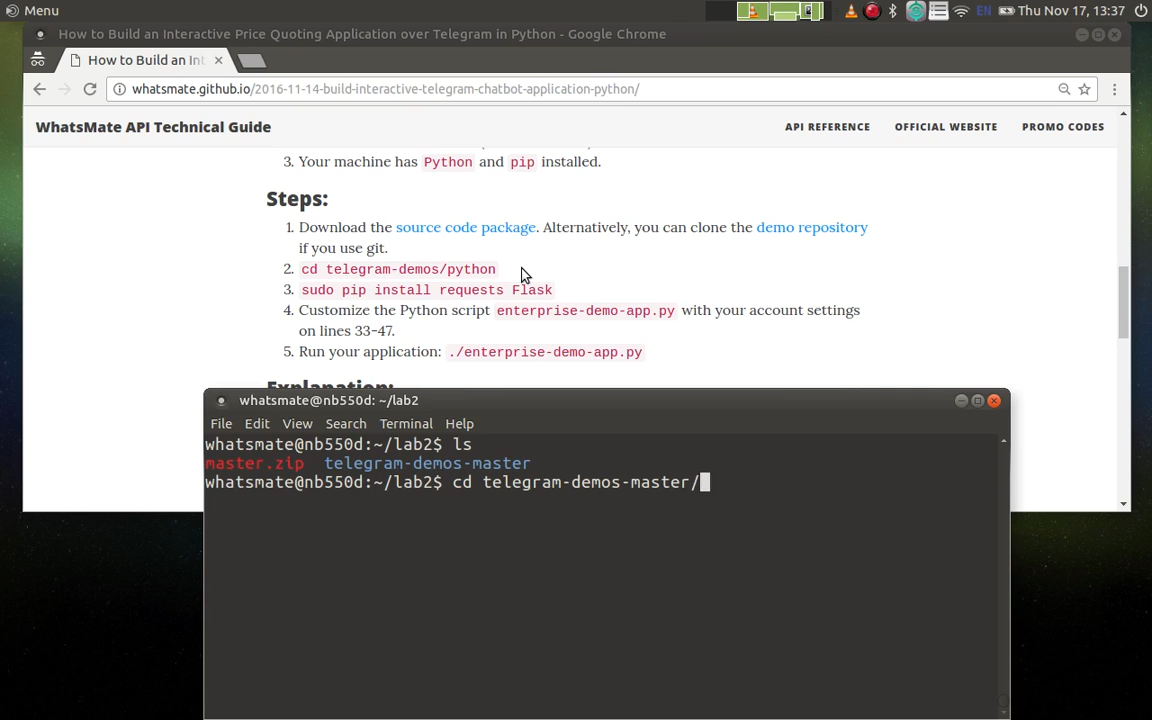 Menu
EN
Thu Nov 17, 13:37
How to Build an Interactive Price Quoting Application over Telegram in Python - Google Chrome
How to Build an Int
whatsmate.github.io/2016-11-14-build-interactive-telegram-chatbot-application-python/
WhatsMate API Technical Guide
API REFERENCE
OFFICIAL WEBSITE
PROMO CODES
3. Your machine has Python and pip installed.
Steps:
1. Download the source code package. Alternatively, you can clone the demo repository
if you use git.
2. cd telegram-demos/python
3. sudo pip install requests Flask
4. Customize the Python script enterprise-demo-app.py with your account settings
on lines 33-47.
5. Run your application: ./enterprise-demo-app.py
Explanation:
whatsmate@nb550d: ~/lab2
File Edit View Search Terminal Help
whatsmate@nb550d:~/lab2$ ls
master.zip telegram-demos-master
whatsmate@nb550d:~/lab2$ cd telegram-demos-master/